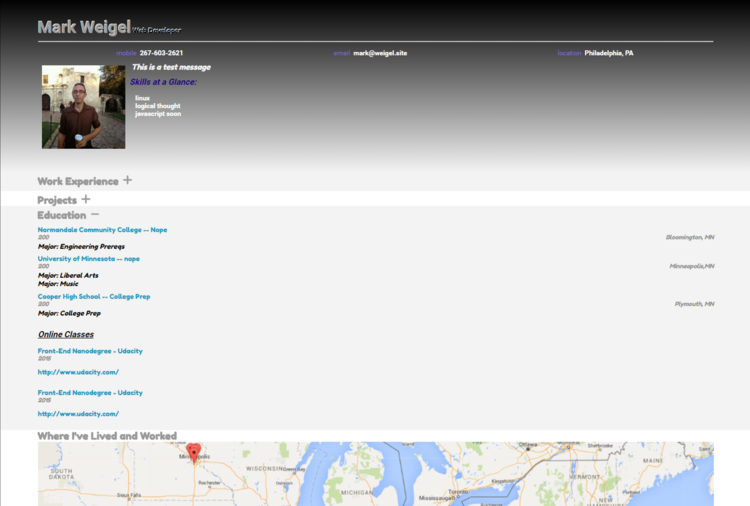 Mark Weigel Web Developer
mobile 267-603-2621 email mark@weigel.site location Philadelphia, PA
This is a test message
Skills at a Glance:
linux
logical thought
javascript soon
Work Experience +
Projects +
Education −
Normandale Community College -- Nope
200
Bloomington, MN
Major: Engineering Prereqs
University of Minnesota -- nope
200
Minneapolis,MN
Major: Liberal Arts
Major: Music
Cooper High School -- College Prep
200
Plymouth, MN
Major: College Prep
Online Classes
Front-End Nanodegree - Udacity
2015
http://www.udacity.com/
Front-End Nanodegree - Udacity
2015
http://www.udacity.com/
Where I've Lived and Worked
Ottawa
Sherbrooke
MAINE
SOUTH
DAKOTA
WISCONSIN
Green Bay
VERMONT
Rochester
Toronto
MICHIGAN
Mississauga
Sioux Falls
NEW